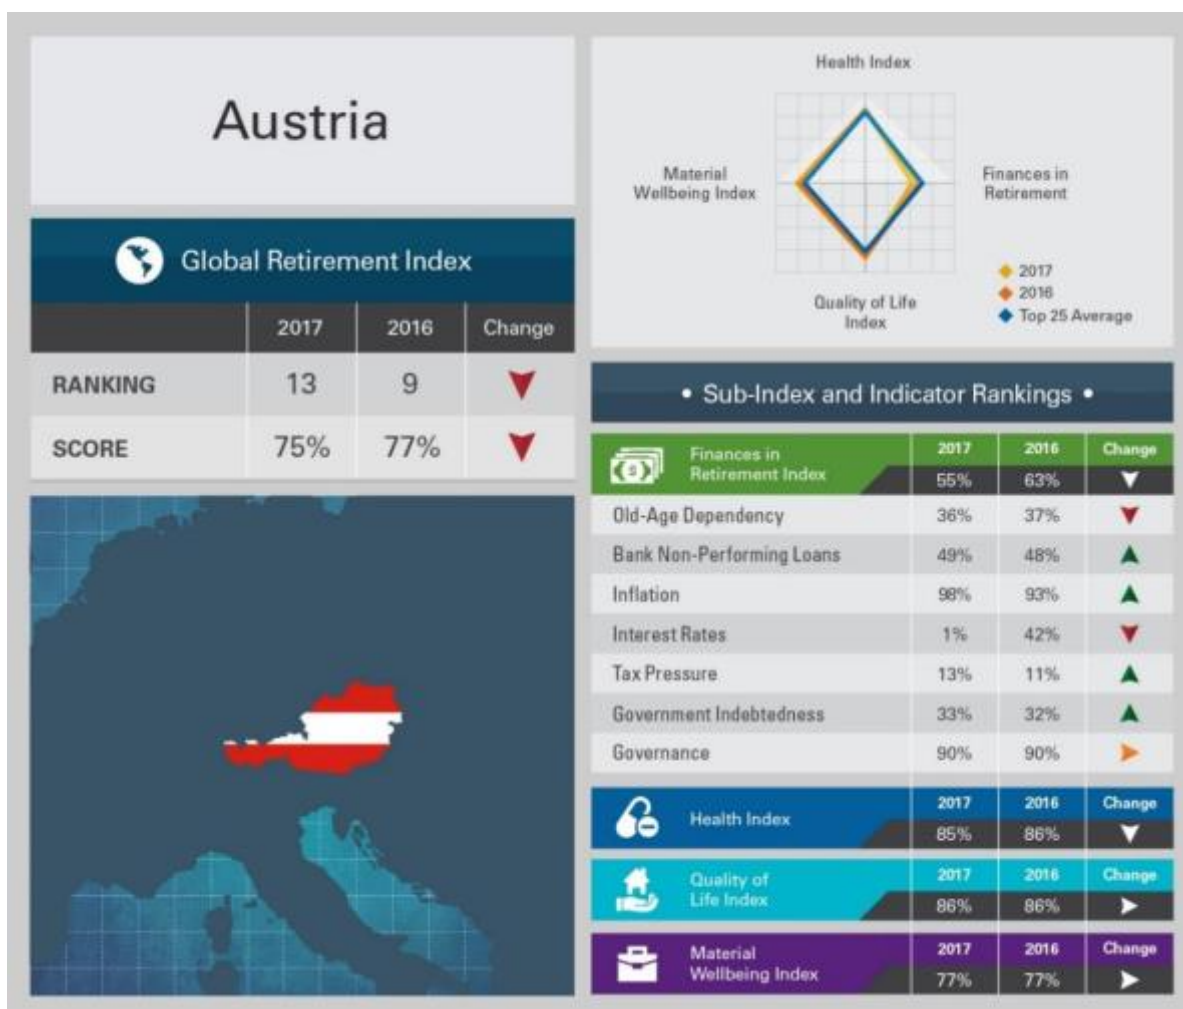 Austria
Global Retirement Index
2017 2016 Change
RANKING 13 9
SCORE 75% 77%
Health Index
Material
Wellbeing Index
Finances in
Retirement
Quality of Life
Index
2017
2016
Top 25 Average
• Sub-Index and Indicator Rankings •
Finances in
Retirement Index
2017 2016 Change
55% 63%
Old-Age Dependency 36% 37%
Bank Non-Performing Loans 49% 48%
Inflation 98% 93%
Interest Rates 1% 42%
Tax Pressure 13% 11%
Government Indebtedness 33% 32%
Governance 90% 90%
Health Index
2017 2016 Change
85% 86%
Quality of
Life Index
2017 2016 Change
86% 86%
Material
Wellbeing Index
2017 2016 Change
77% 77%